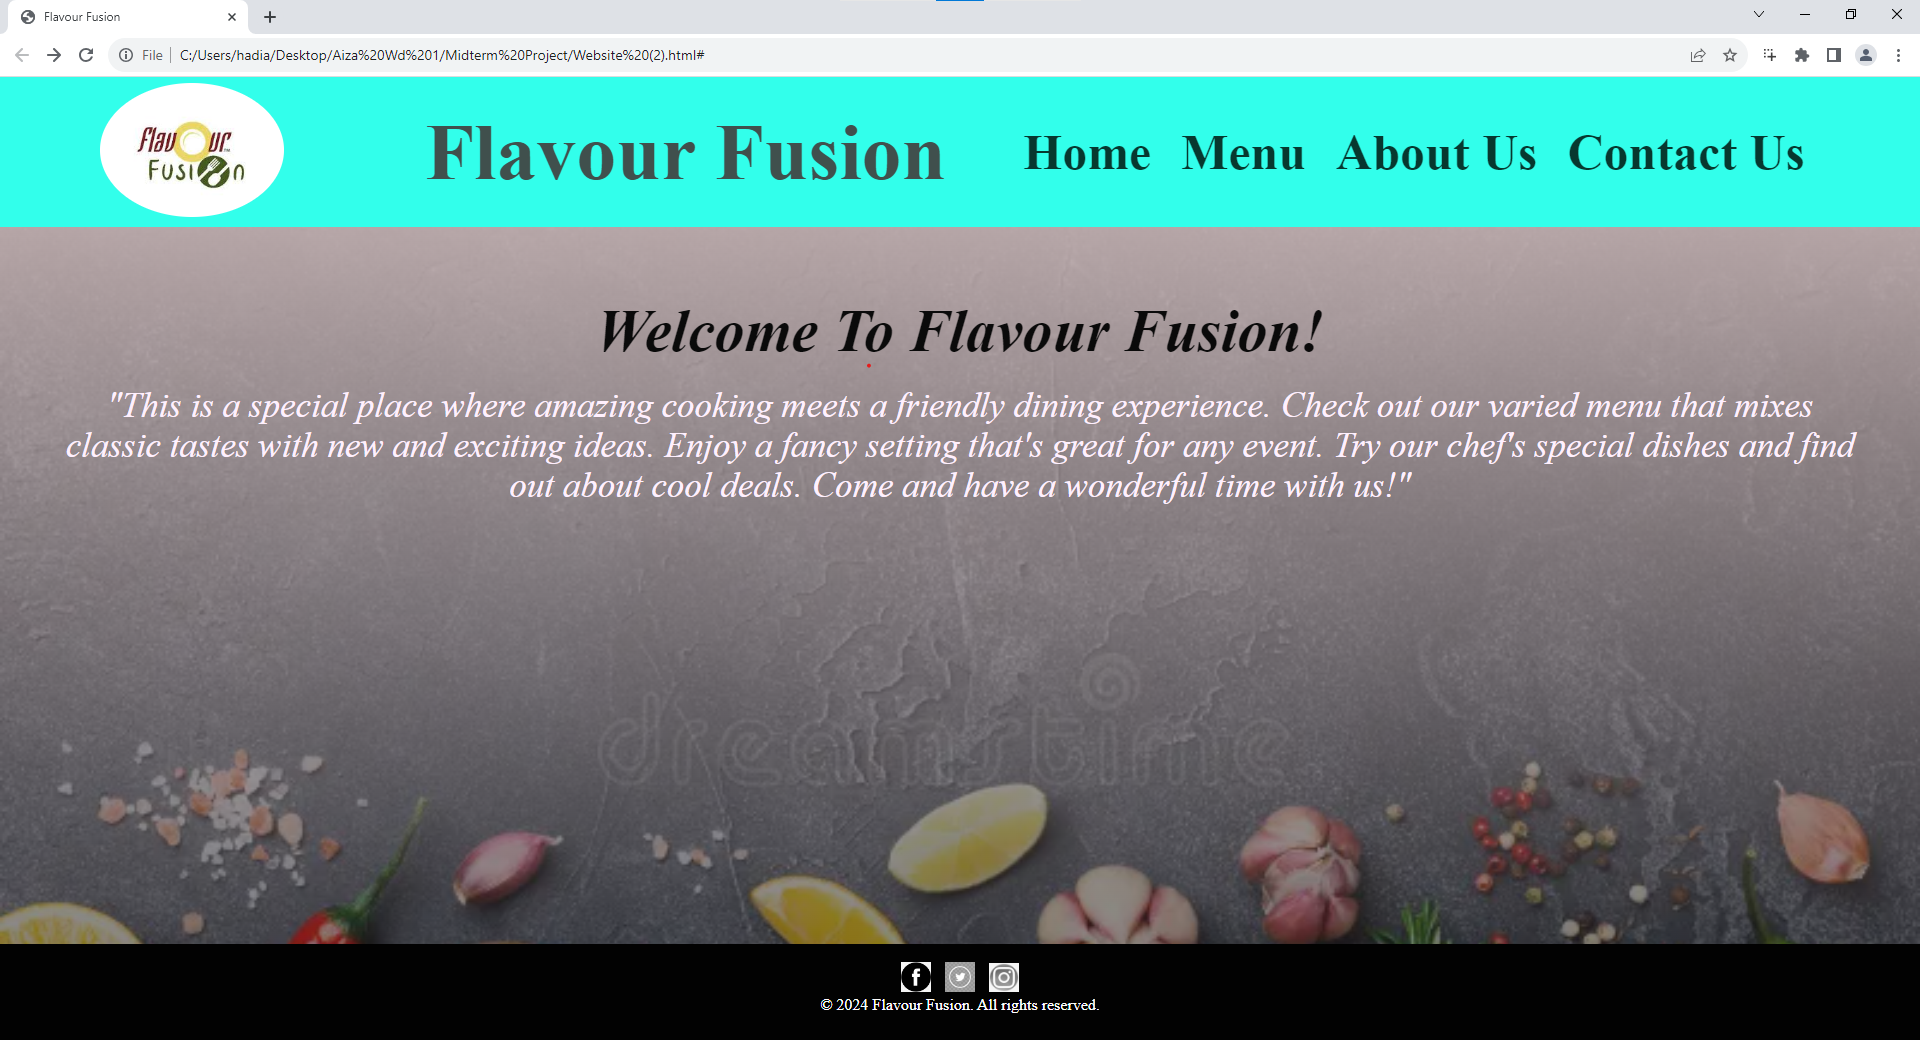 Flavour Fusion
File
C:/Users/hadia/Desktop/Aiza%20Wd%201/Midterm%20Project/Website%20(2).html#
flavour™
Fusion
Flavour Fusion
Home Menu About Us Contact Us
Welcome To Flavour Fusion!
"This is a special place where amazing cooking meets a friendly dining experience. Check out our varied menu that mixes
classic tastes with new and exciting ideas. Enjoy a fancy setting that's great for any event. Try our chef's special dishes and find
out about cool deals. Come and have a wonderful time with us!"
dreamstime
© 2024 Flavour Fusion. All rights reserved.